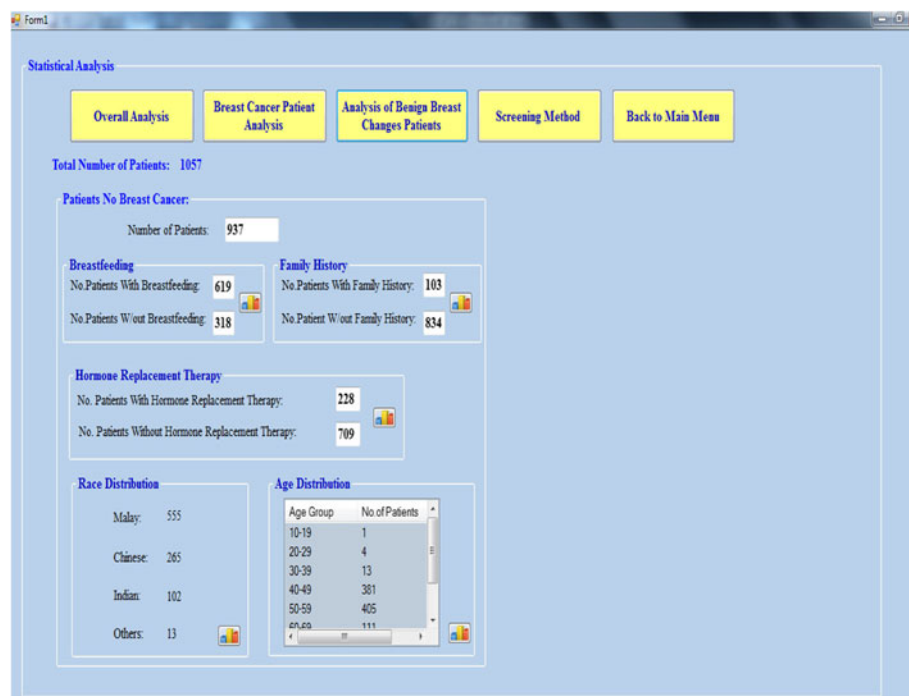 Form1
Statistical Analysis
Overall Analysis
Breast Cancer Patient
Analysis
Analysis of Benign Breast
Changes Patients
Screening Method
Back to Main Menu
Total Number of Patients: 1057
Patients No Breast Cancer:
Number of Patients: 937
Breastfeeding
No.Patients With Breastfeeding: 619
No.Patients W/out Breastfeeding: 318
Family History
No.Patients With Family History: 103
No.Patient W/out Family History: 834
Hormone Replacement Therapy
No. Patients With Hormone Replacement Therapy: 228
No. Patients Without Hormone Replacement Therapy: 709
Race Distribution
Malay: 555
Chinese: 265
Indian: 102
Others: 13
Age Distribution
Age Group No.of Patients
10-19 1
20-29 4
30-39 13
40-49 381
50-59 405
60-69 111